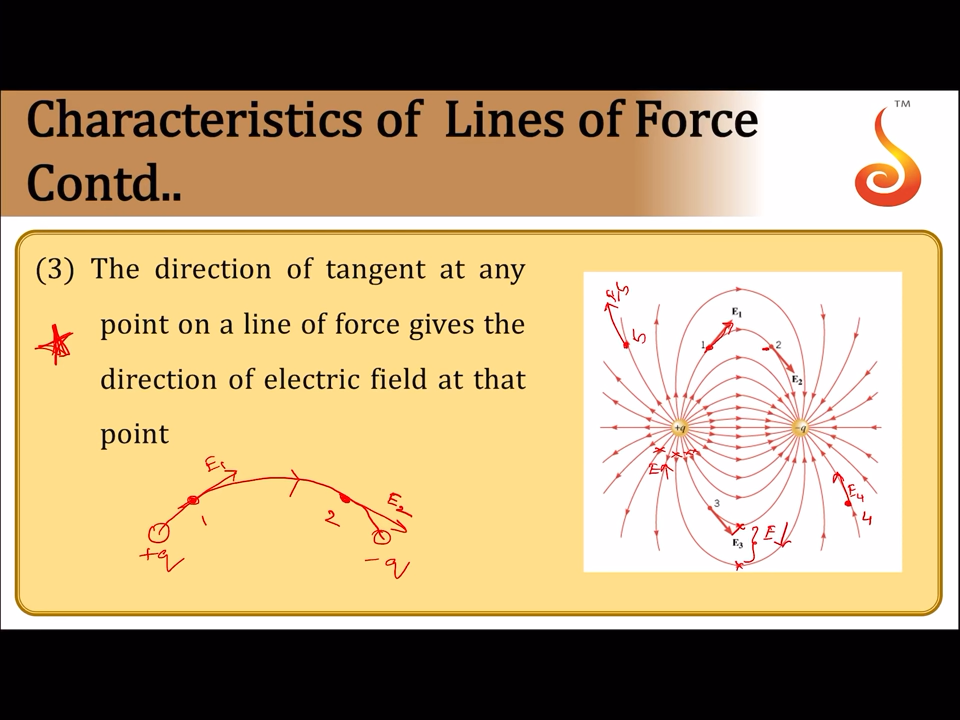 Characteristics of Lines of Force
Contd..
TM
(3) The direction of tangent at any
point on a line of force gives the
direction of electric field at that
point
E1
E2
1
2
+q
-q
E1
1
2
E2
5
+q
-q
E↑
3
E3
E↓
E4
4